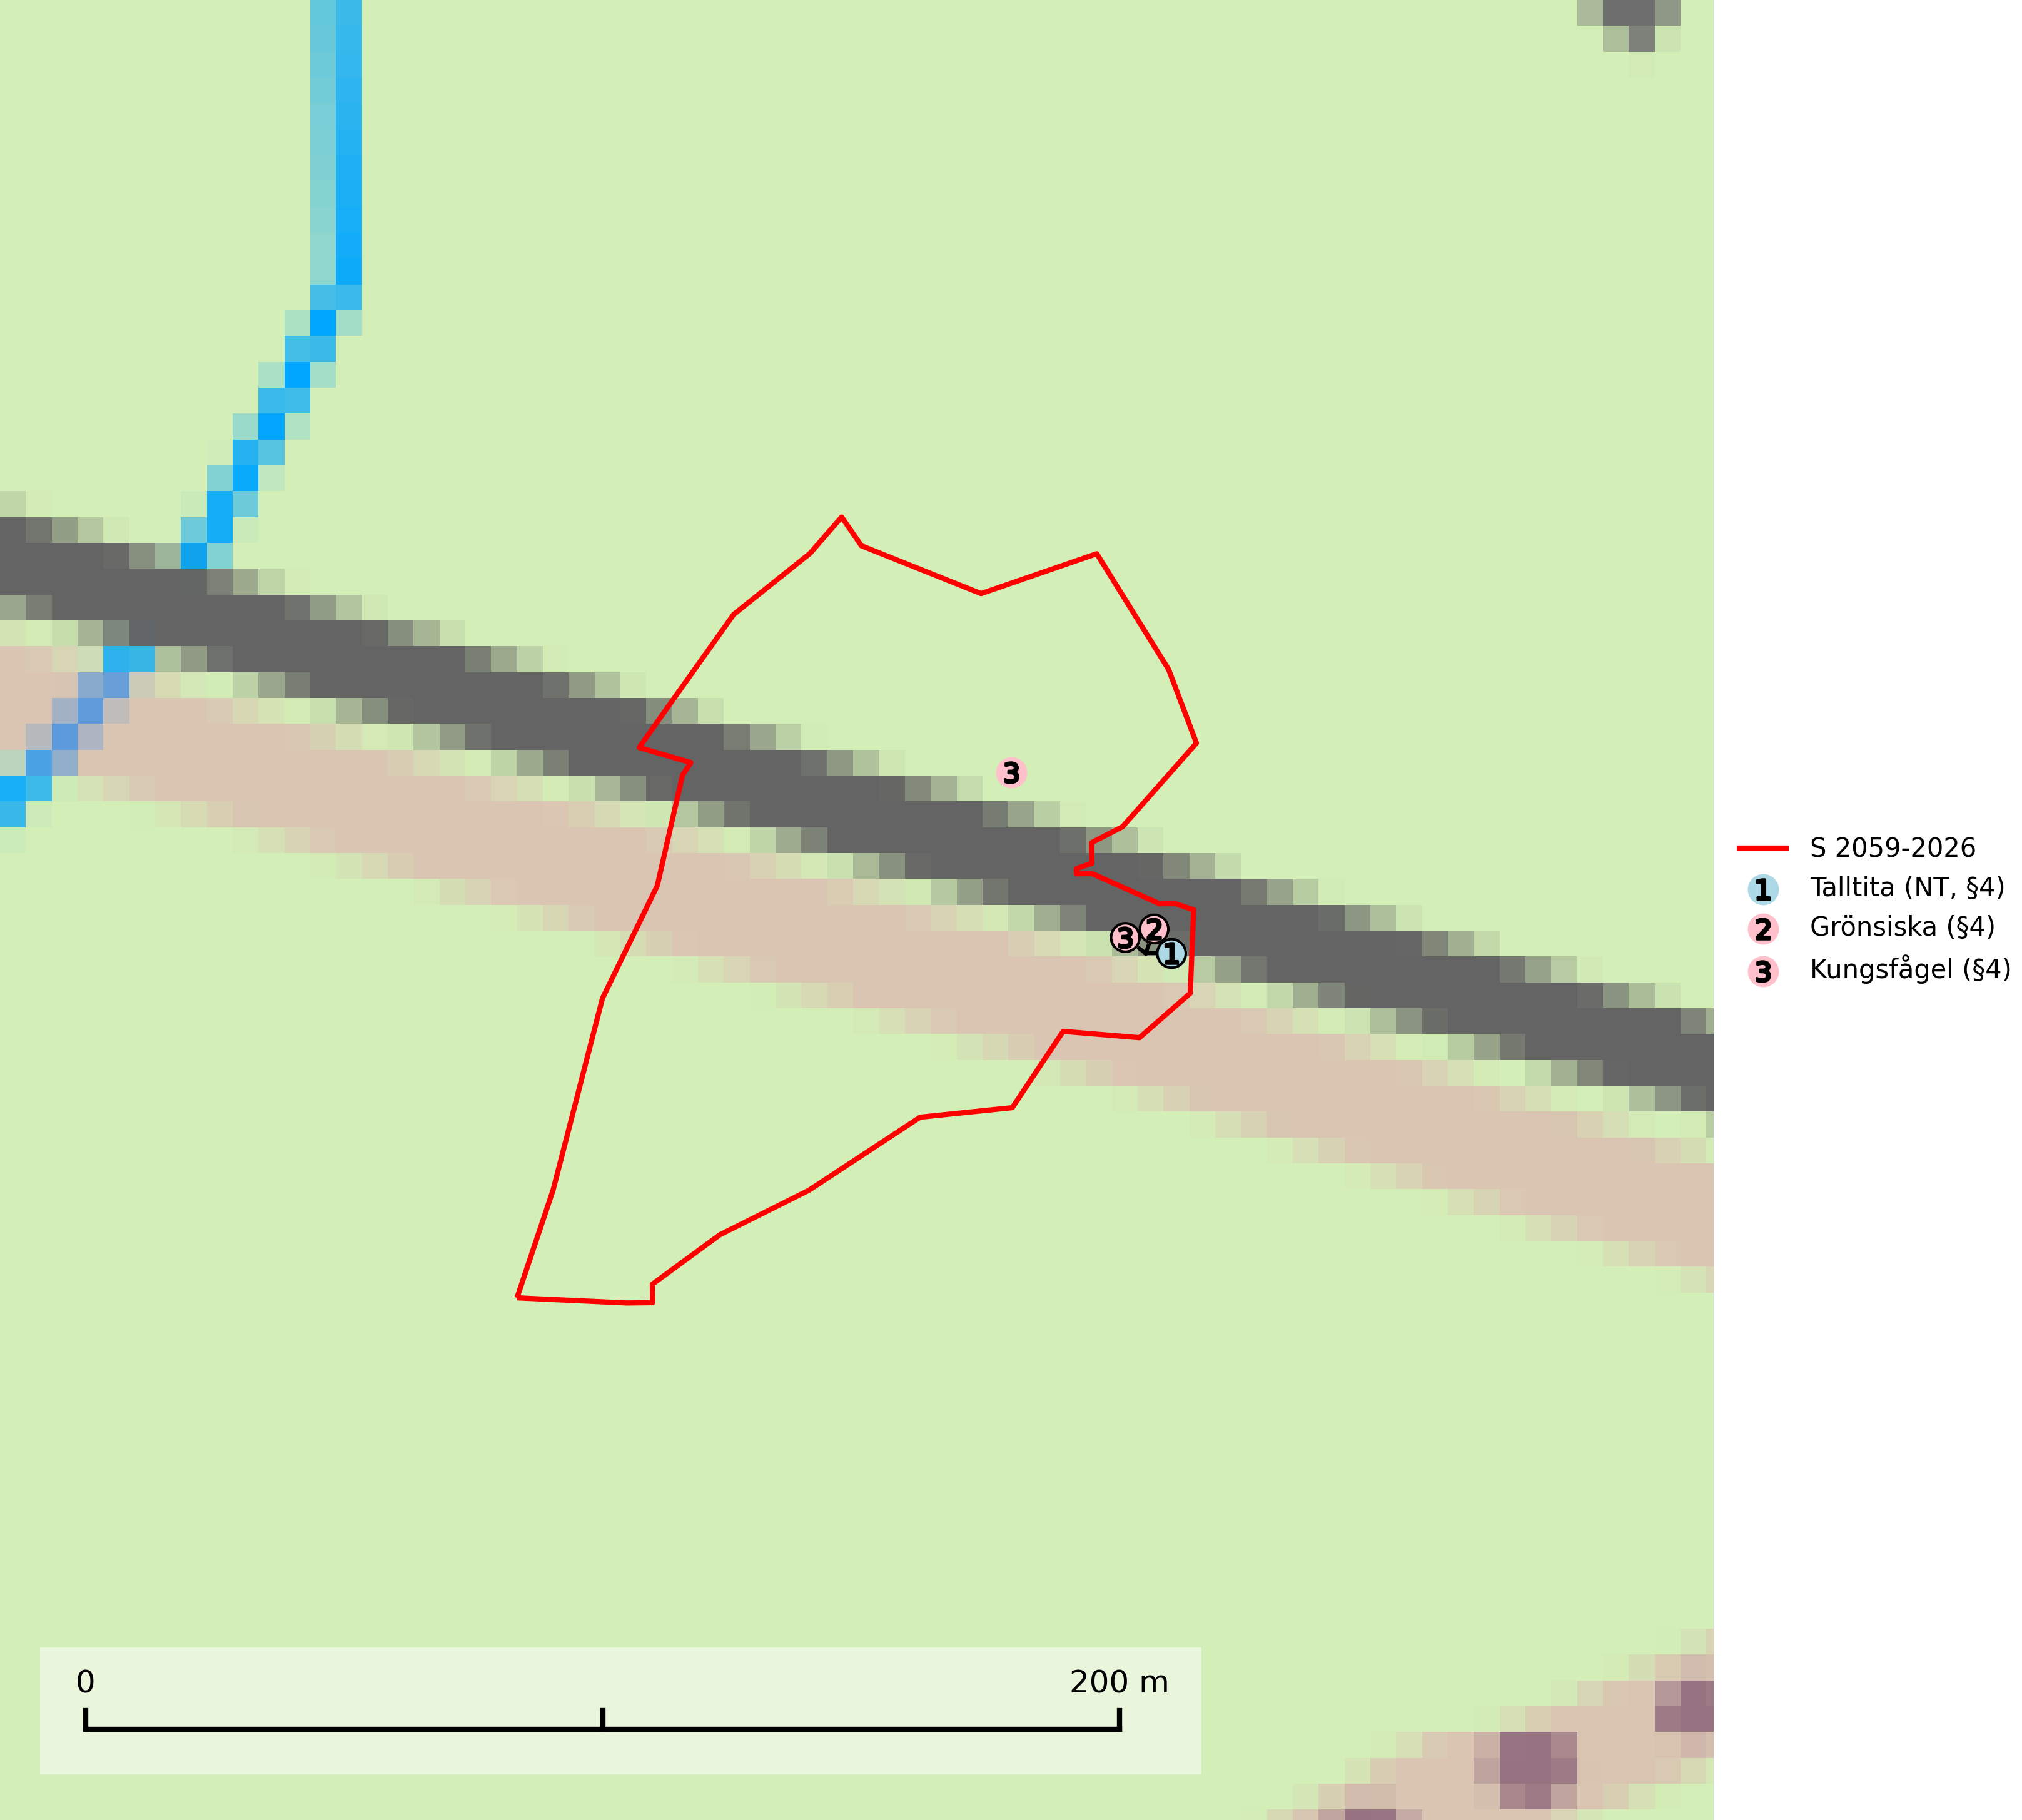 3
3
2
1
S 2059-2026
1 Talltita (NT, §4)
2 Grönsiska (§4)
3 Kungsfågel (§4)
0 200 m